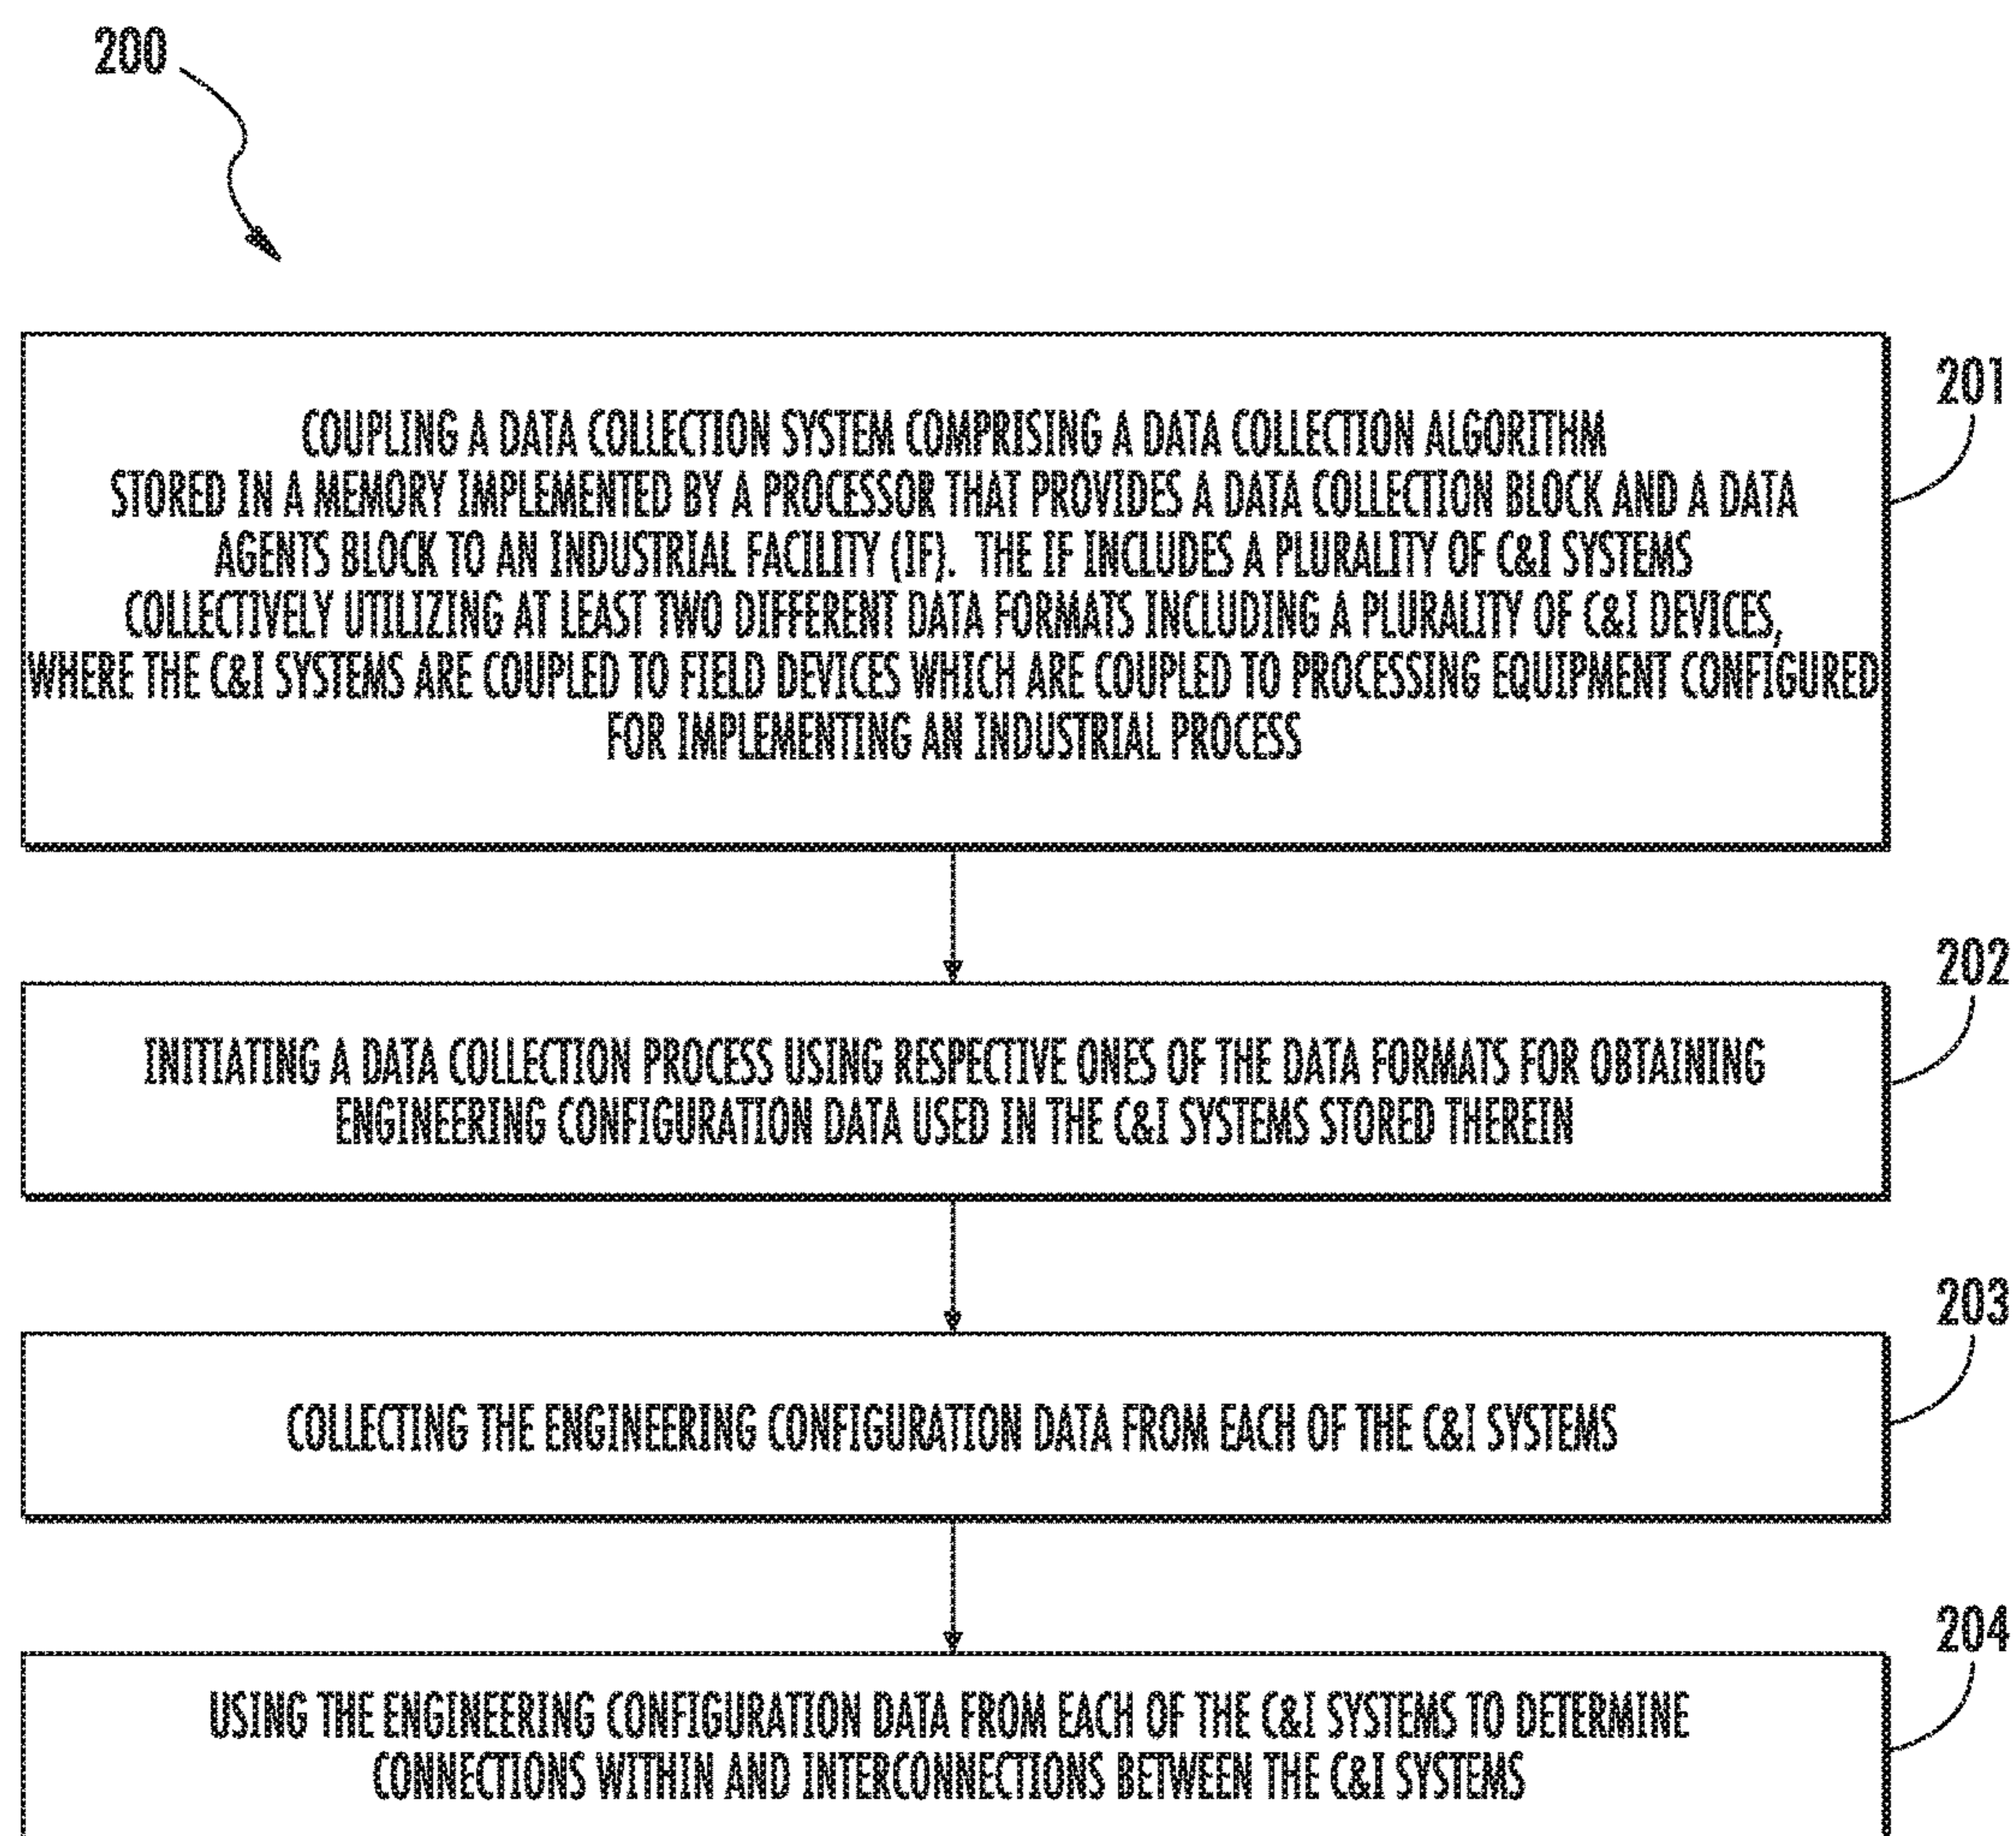 200
201
COUPLING A DATA COLLECTION SYSTEM COMPRISING A DATA COLLECTION ALGORITHM
STORED IN A MEMORY IMPLEMENTED BY A PROCESSOR THAT PROVIDES A DATA COLLECTION BLOCK AND A DATA
AGENTS BLOCK TO AN INDUSTRIAL FACILITY (IF). THE IF INCLUDES A PLURALITY OF C&I SYSTEMS
COLLECTIVELY UTILIZING AT LEAST TWO DIFFERENT DATA FORMATS INCLUDING A PLURALITY OF C&I DEVICES,
WHERE THE C&I SYSTEMS ARE COUPLED TO FIELD DEVICES WHICH ARE COUPLED TO PROCESSING EQUIPMENT CONFIGURED
FOR IMPLEMENTING AN INDUSTRIAL PROCESS
202
INITIATING A DATA COLLECTION PROCESS USING RESPECTIVE ONES OF THE DATA FORMATS FOR OBTAINING
ENGINEERING CONFIGURATION DATA USED IN THE C&I SYSTEMS STORED THEREIN
203
COLLECTING THE ENGINEERING CONFIGURATION DATA FROM EACH OF THE C&I SYSTEMS
204
USING THE ENGINEERING CONFIGURATION DATA FROM EACH OF THE C&I SYSTEMS TO DETERMINE
CONNECTIONS WITHIN AND INTERCONNECTIONS BETWEEN THE C&I SYSTEMS